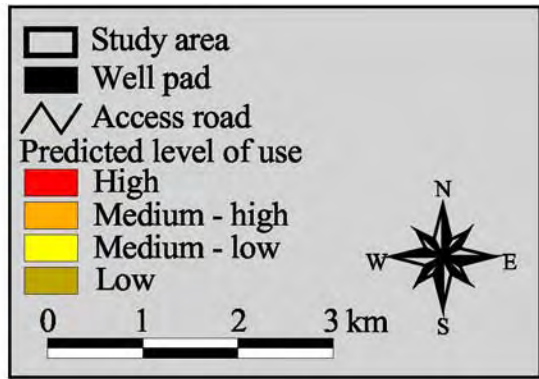 Study area
Well pad
Access road
Predicted level of use
High
Medium - high
Medium - low
Low
N
W E
S
0 1 2 3 km